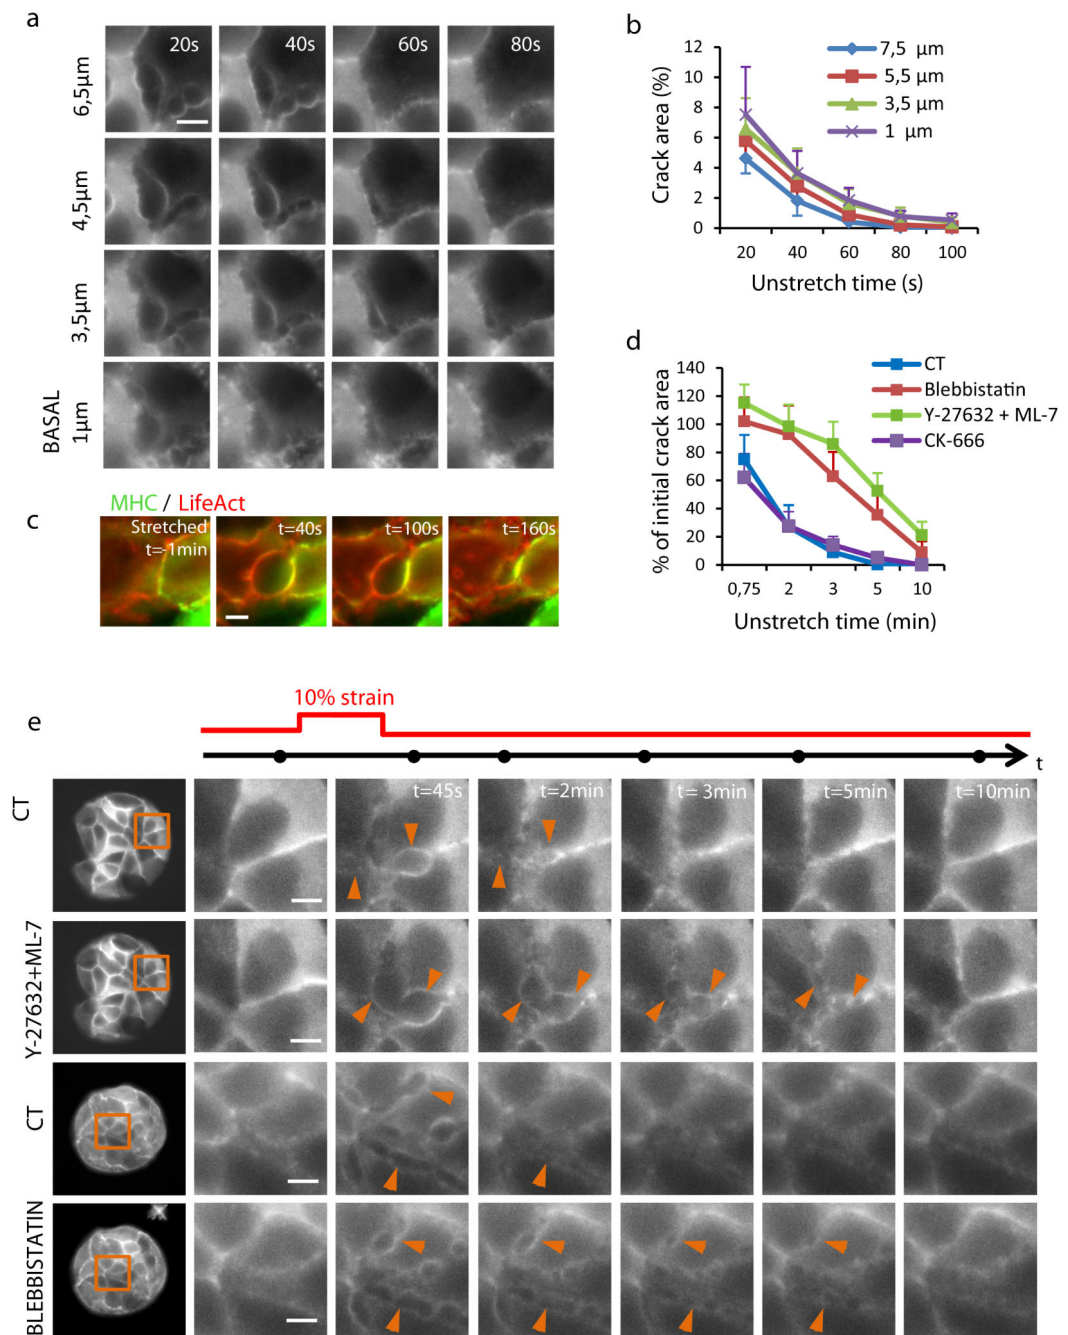 a
20s
40s
60s
80s
6,5µm
4,5µm
3,5µm
1µm
BASAL
b
12
10
8
6
4
2
0
Crack area (%)
20
40
60
80
100
Unstretch time (s)
7,5 µm
5,5 µm
3,5 µm
1 µm
c
MHC / LifeAct
Stretched
t=-1min
t=40s
t=100s
t=160s
d
140
120
100
80
60
40
20
0
% of initial crack area
0,75
2
3
5
10
Unstretch time (min)
CT
Blebbistatin
Y-27632 + ML-7
CK-666
e
10% strain
t
CT
t=45s
t=2min
t= 3min
t=5min
t=10min
Y-27632+ML-7
CT
BLEBBISTATIN